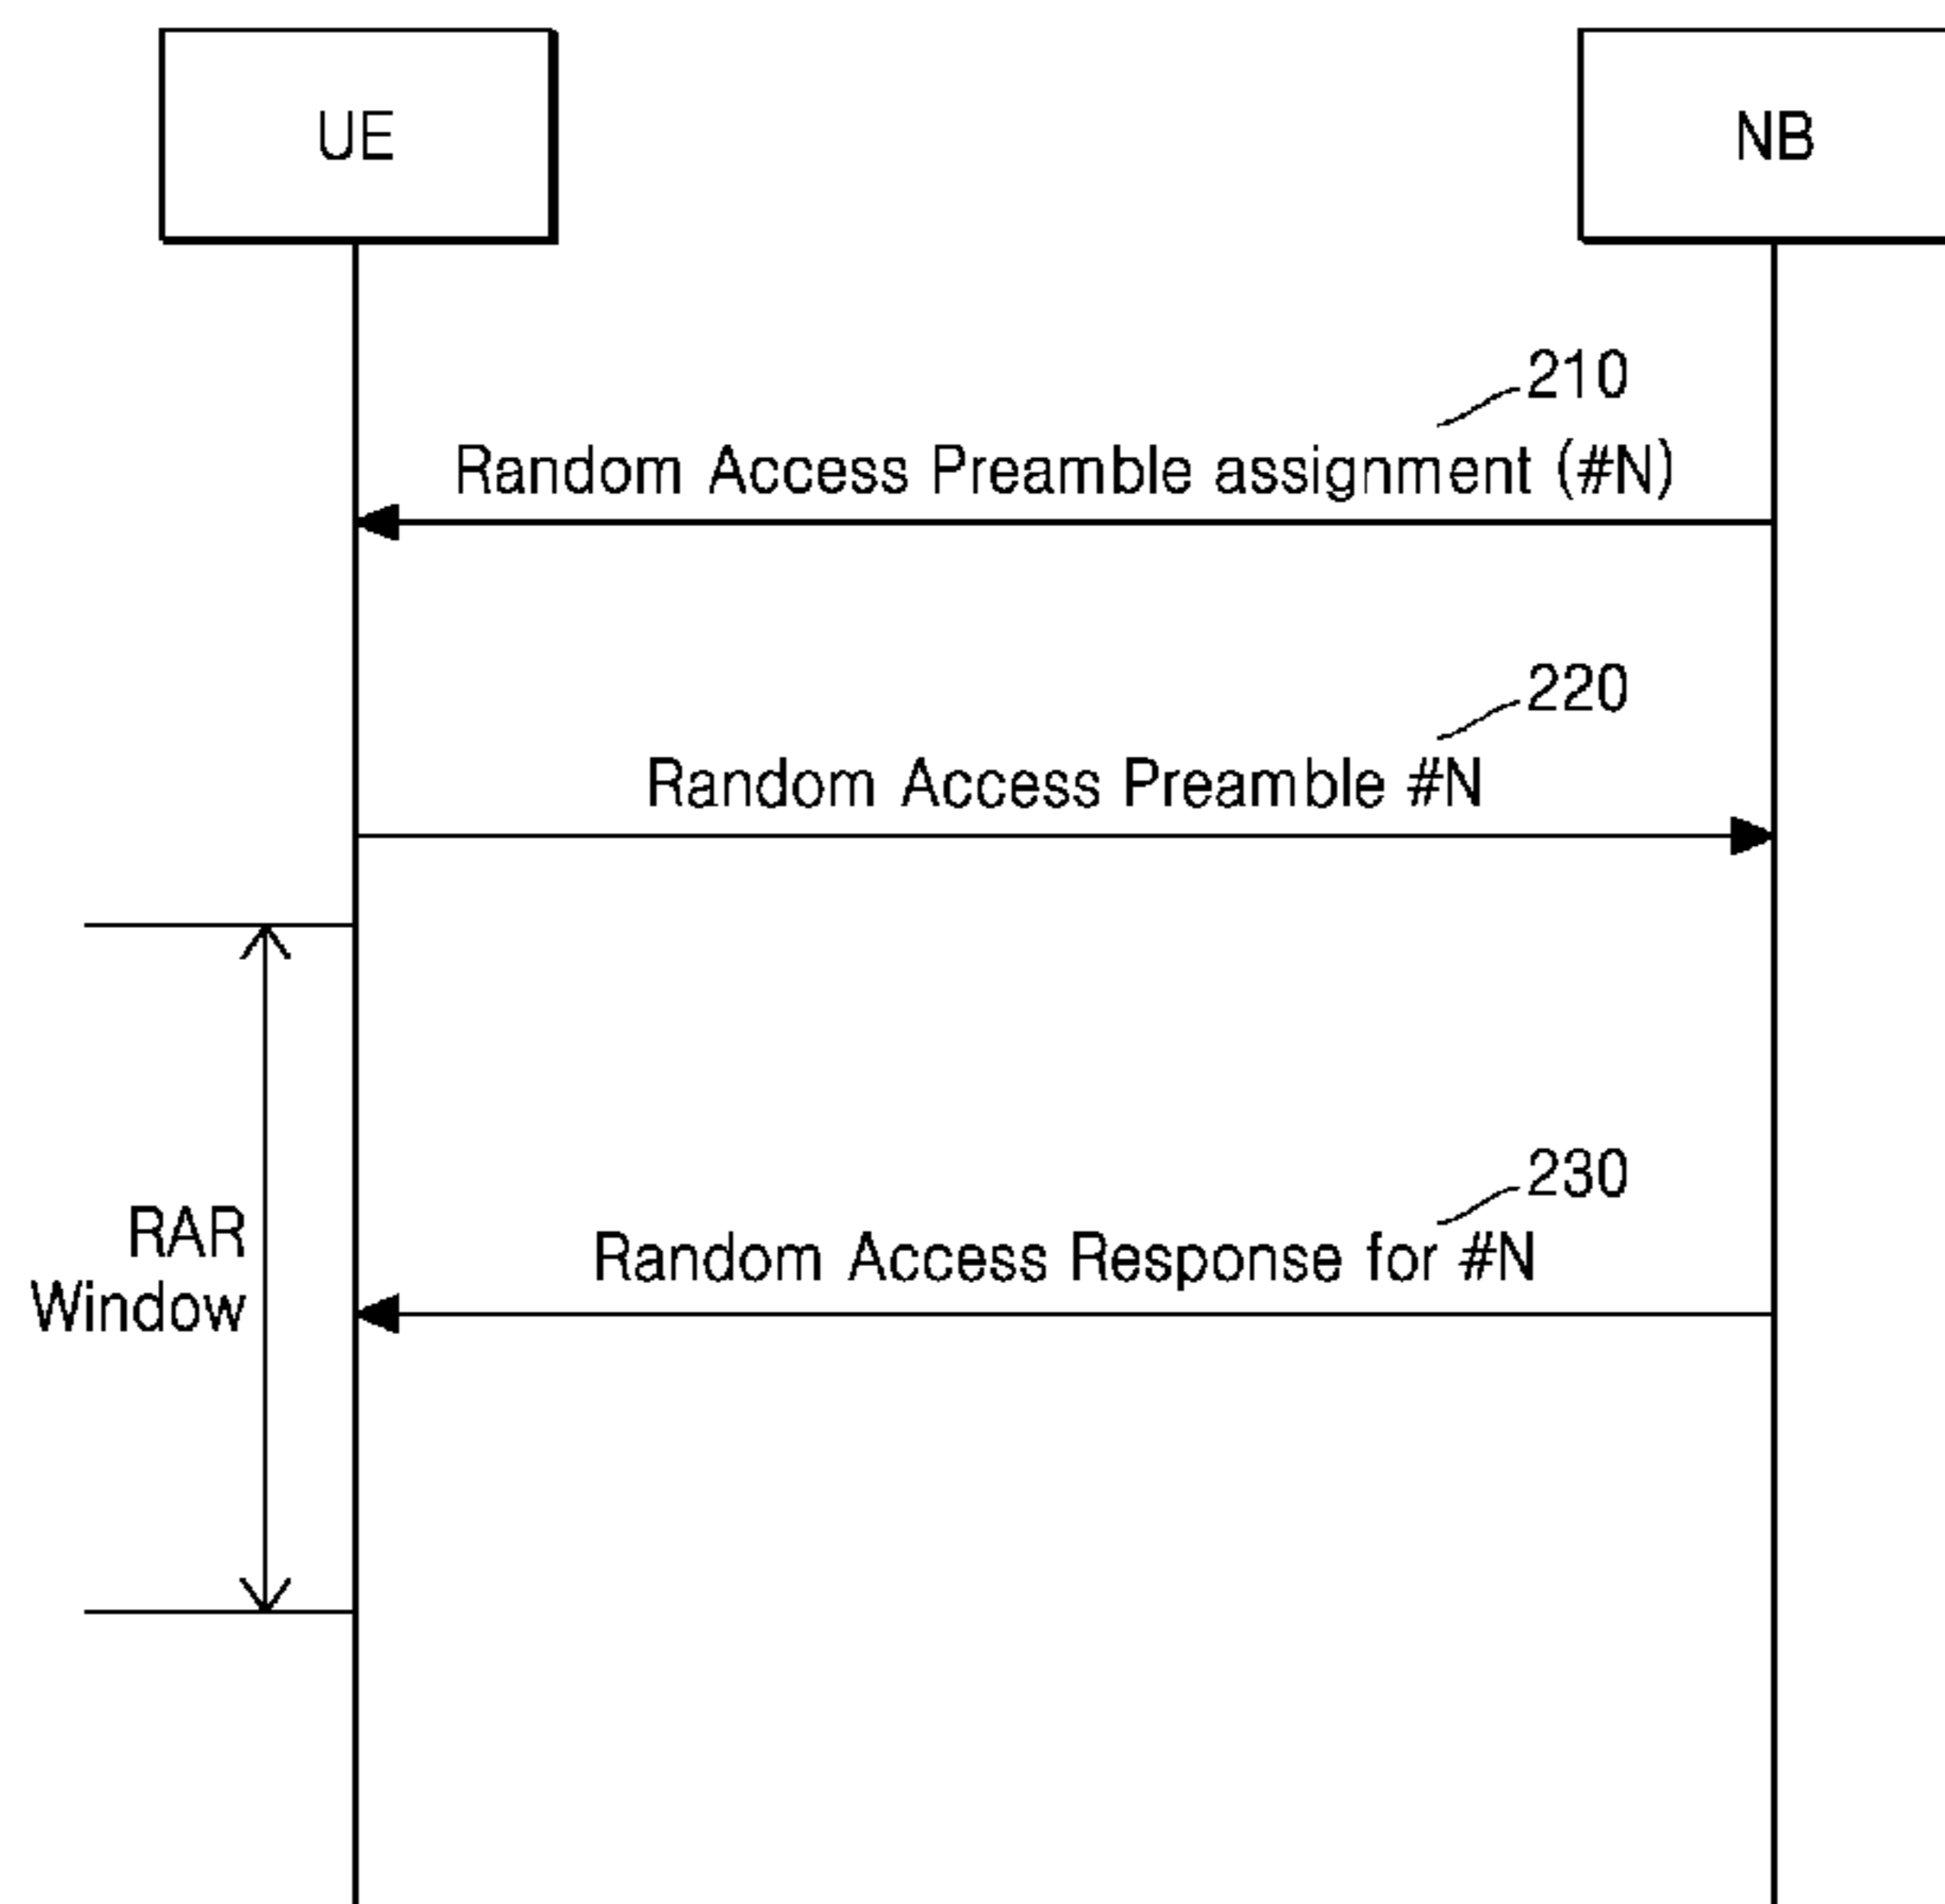 UE
NB
210
Random Access Preamble assignment (#N)
220
Random Access Preamble #N
230
Random Access Response for #N
RAR
Window